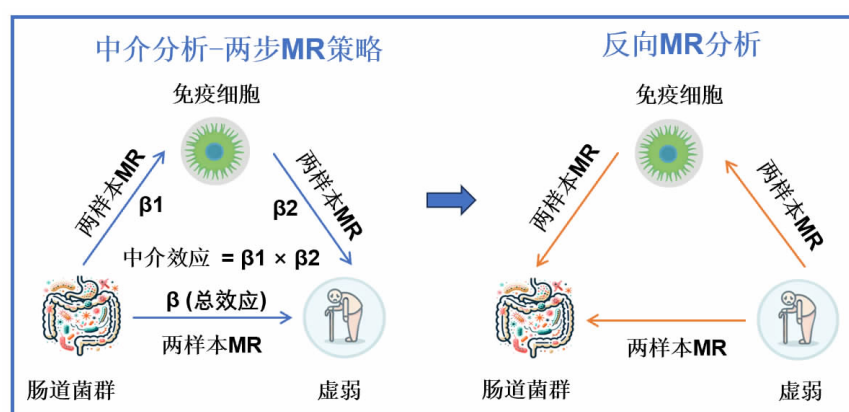 中介分析–两步MR策略
免疫细胞
两样本MR
β1
β2
两样本MR
中介效应 = β1 × β2
β (总效应)
两样本MR
肠道菌群
虚弱
反向MR分析
免疫细胞
两样本MR
两样本MR
两样本MR
肠道菌群
虚弱